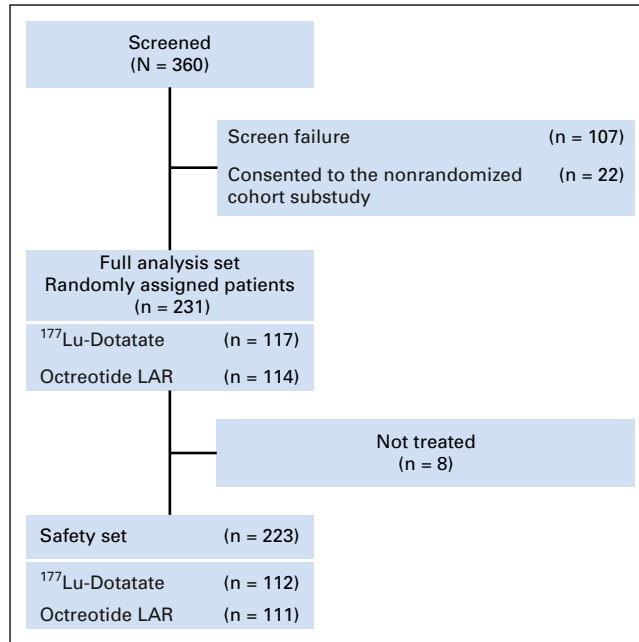 Screened
(N = 360)
Screen failure (n = 107)
Consented to the nonrandomized (n = 22)
cohort substudy
Full analysis set
Randomly assigned patients
(n = 231)
¹⁷⁷Lu-Dotatate (n = 117)
Octreotide LAR (n = 114)
Not treated
(n = 8)
Safety set (n = 223)
¹⁷⁷Lu-Dotatate (n = 112)
Octreotide LAR (n = 111)